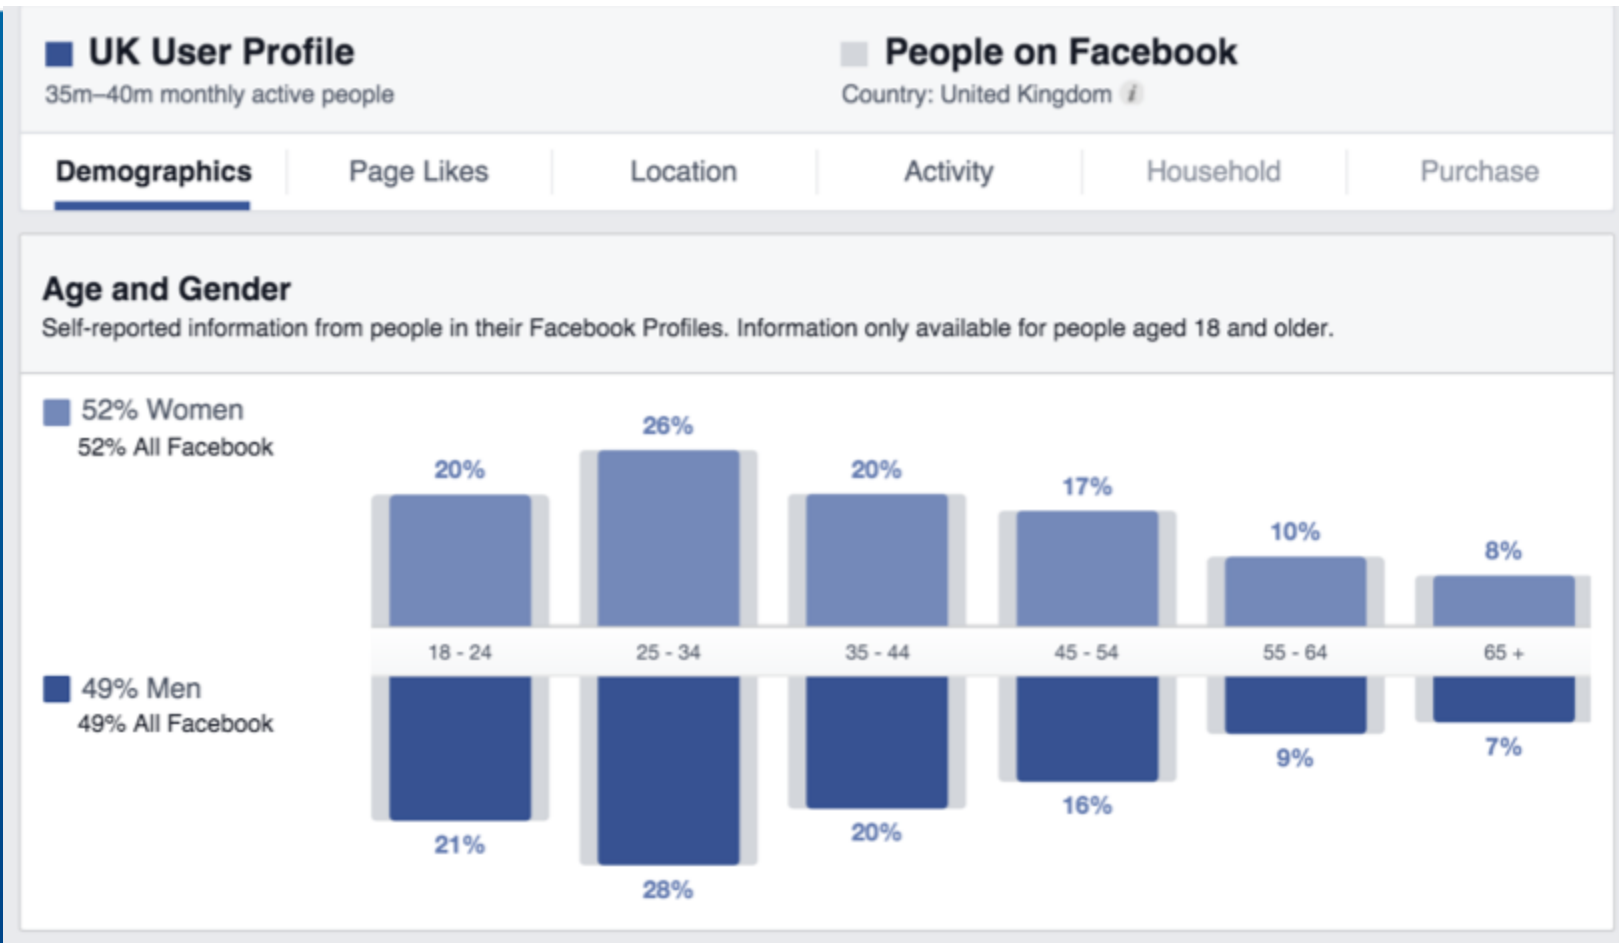 UK User Profile
35m–40m monthly active people
People on Facebook
Country: United Kingdom i
Demographics
Page Likes
Location
Activity
Household
Purchase
Age and Gender
Self-reported information from people in their Facebook Profiles. Information only available for people aged 18 and older.
52% Women
52% All Facebook
20%
26%
20%
17%
10%
8%
18 - 24
25 - 34
35 - 44
45 - 54
55 - 64
65 +
49% Men
49% All Facebook
21%
28%
20%
16%
9%
7%